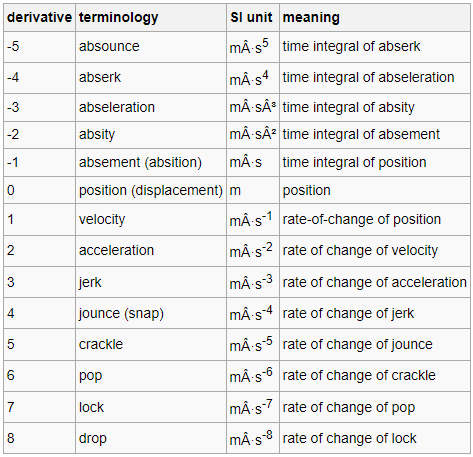 derivative terminology SI unit meaning
-5 absounce mÂ·s⁵ time integral of abserk
-4 abserk mÂ·s⁴ time integral of abseleration
-3 abseleration mÂ·sÂ³ time integral of absity
-2 absity mÂ·sÂ² time integral of absement
-1 absement (absition) mÂ·s time integral of position
0 position (displacement) m position
1 velocity mÂ·s⁻¹ rate-of-change of position
2 acceleration mÂ·s⁻² rate of change of velocity
3 jerk mÂ·s⁻³ rate of change of acceleration
4 jounce (snap) mÂ·s⁻⁴ rate of change of jerk
5 crackle mÂ·s⁻⁵ rate of change of jounce
6 pop mÂ·s⁻⁶ rate of change of crackle
7 lock mÂ·s⁻⁷ rate of change of pop
8 drop mÂ·s⁻⁸ rate of change of lock